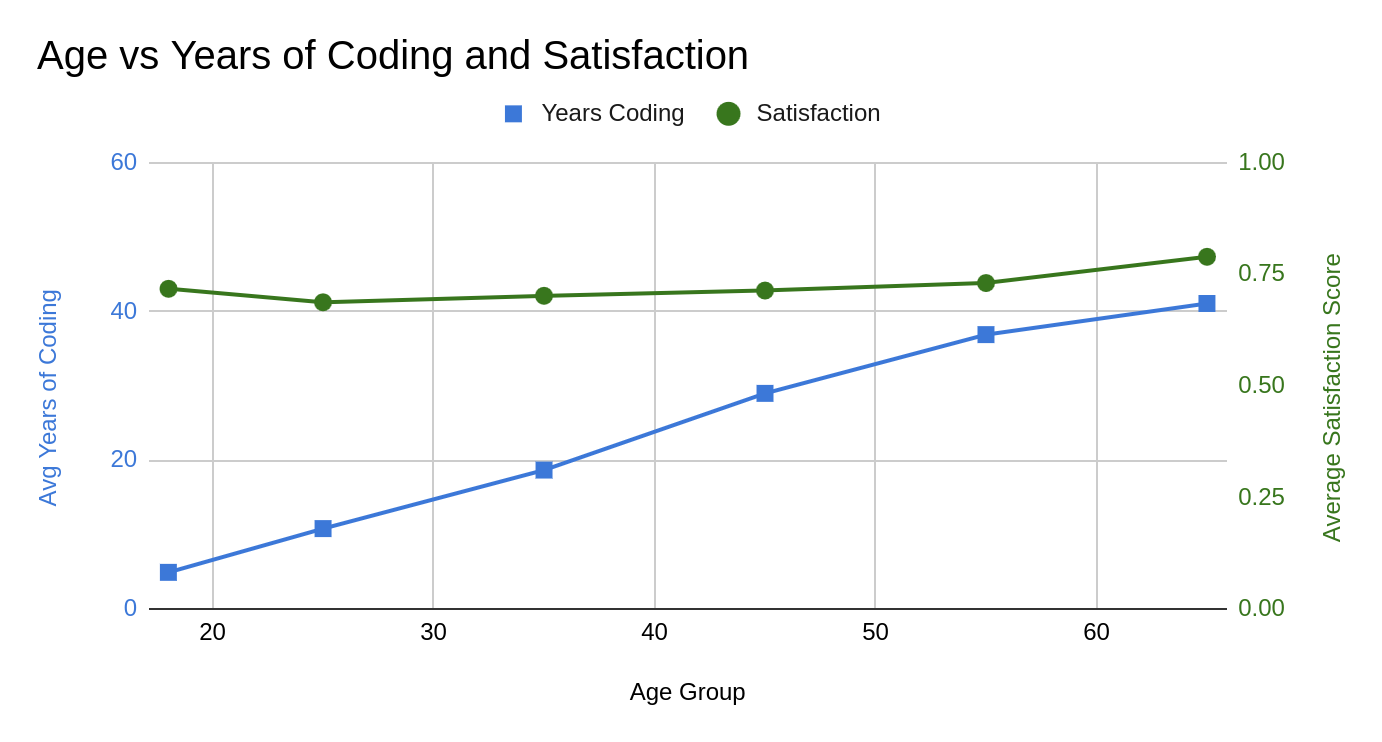 Age vs Years of Coding and Satisfaction
Years Coding
Satisfaction
60
40
20
0
Avg Years of Coding
1.00
0.75
0.50
0.25
0.00
Average Satisfaction Score
20
30
40
50
60
Age Group